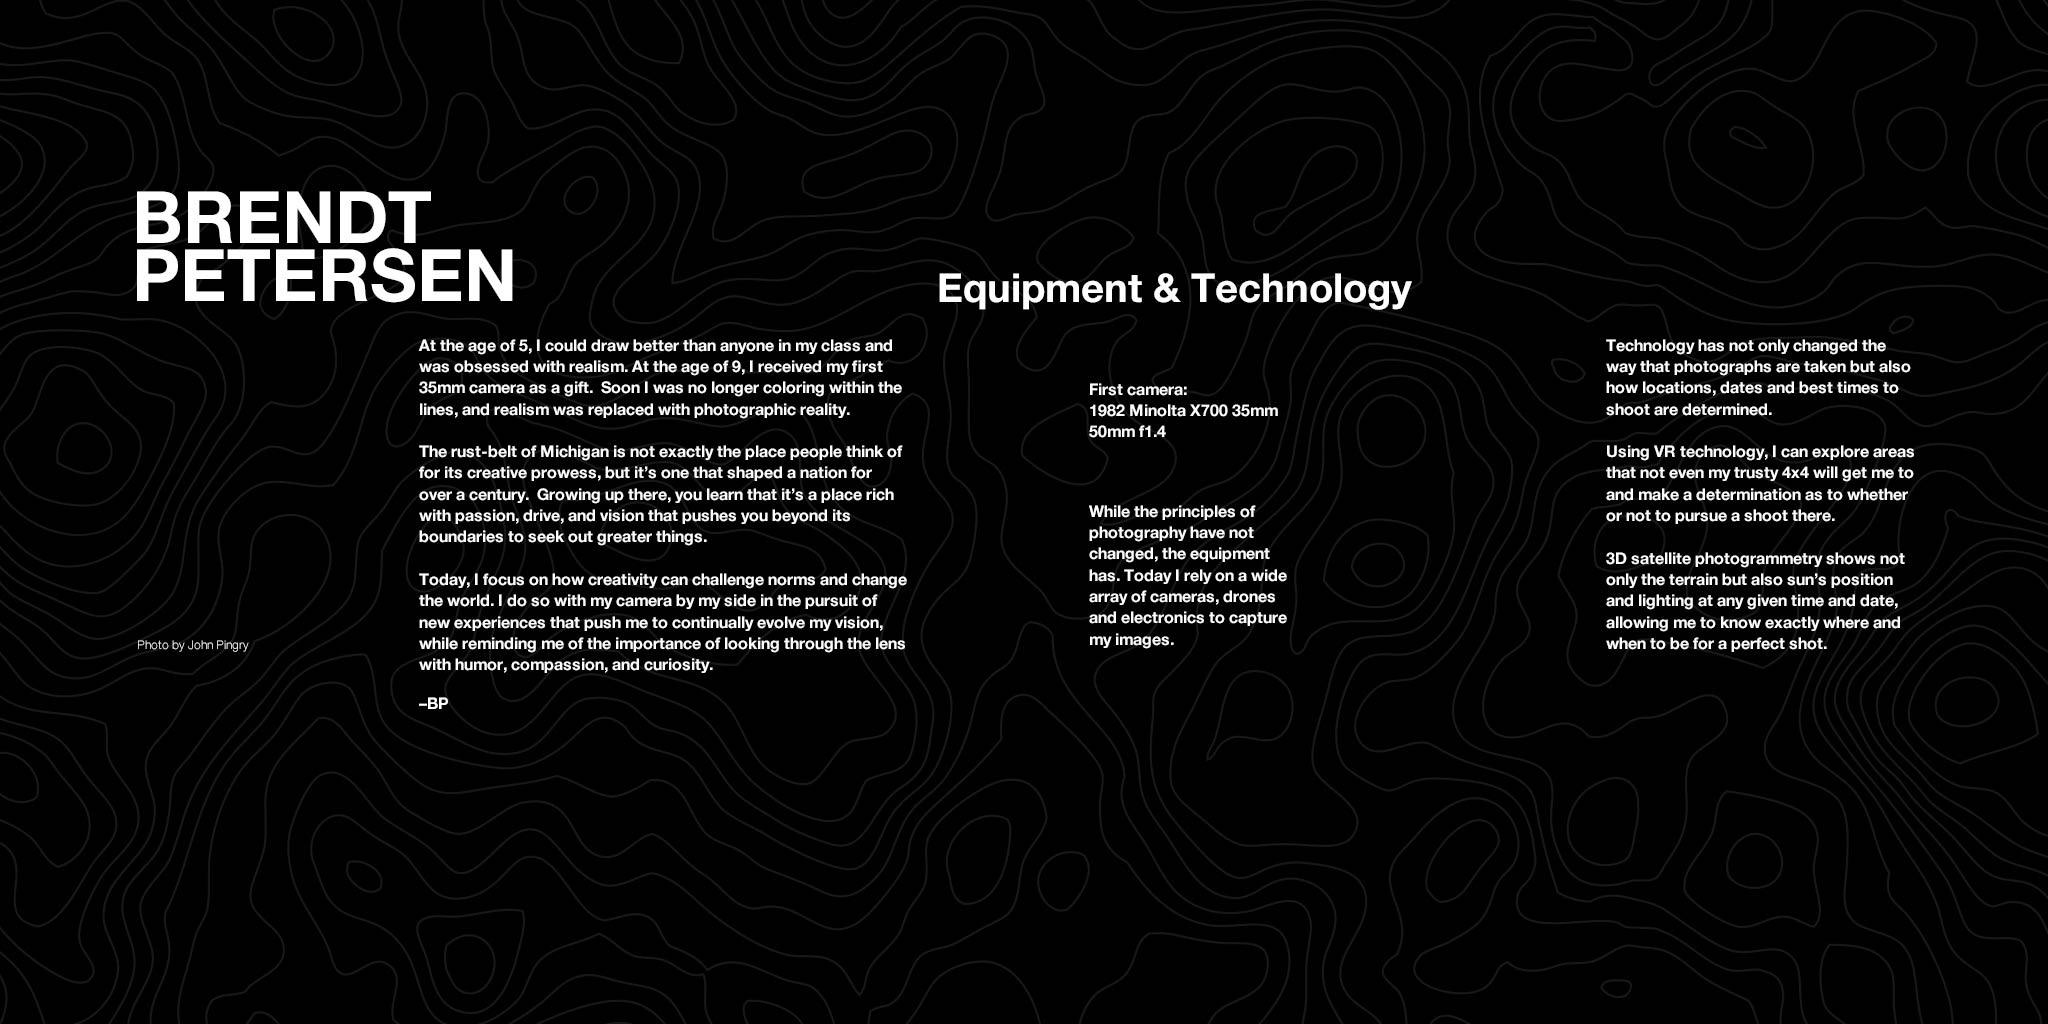 BRENDT
PETERSEN
At the age of 5, I could draw better than anyone in my class and
was obsessed with realism. At the age of 9, I received my first
35mm camera as a gift.  Soon I was no longer coloring within the
lines, and realism was replaced with photographic reality.
The rust-belt of Michigan is not exactly the place people think of
for its creative prowess, but it’s one that shaped a nation for
over a century.  Growing up there, you learn that it’s a place rich
with passion, drive, and vision that pushes you beyond its
boundaries to seek out greater things.
Today, I focus on how creativity can challenge norms and change
the world. I do so with my camera by my side in the pursuit of
new experiences that push me to continually evolve my vision,
while reminding me of the importance of looking through the lens
with humor, compassion, and curiosity.
–BP
Photo by John Pingry
Equipment & Technology
First camera:
1982 Minolta X700 35mm
50mm f1.4
While the principles of
photography have not
changed, the equipment
has. Today I rely on a wide
array of cameras, drones
and electronics to capture
my images.
Technology has not only changed the
way that photographs are taken but also
how locations, dates and best times to
shoot are determined.
Using VR technology, I can explore areas
that not even my trusty 4x4 will get me to
and make a determination as to whether
or not to pursue a shoot there.
3D satellite photogrammetry shows not
only the terrain but also sun’s position
and lighting at any given time and date,
allowing me to know exactly where and
when to be for a perfect shot.